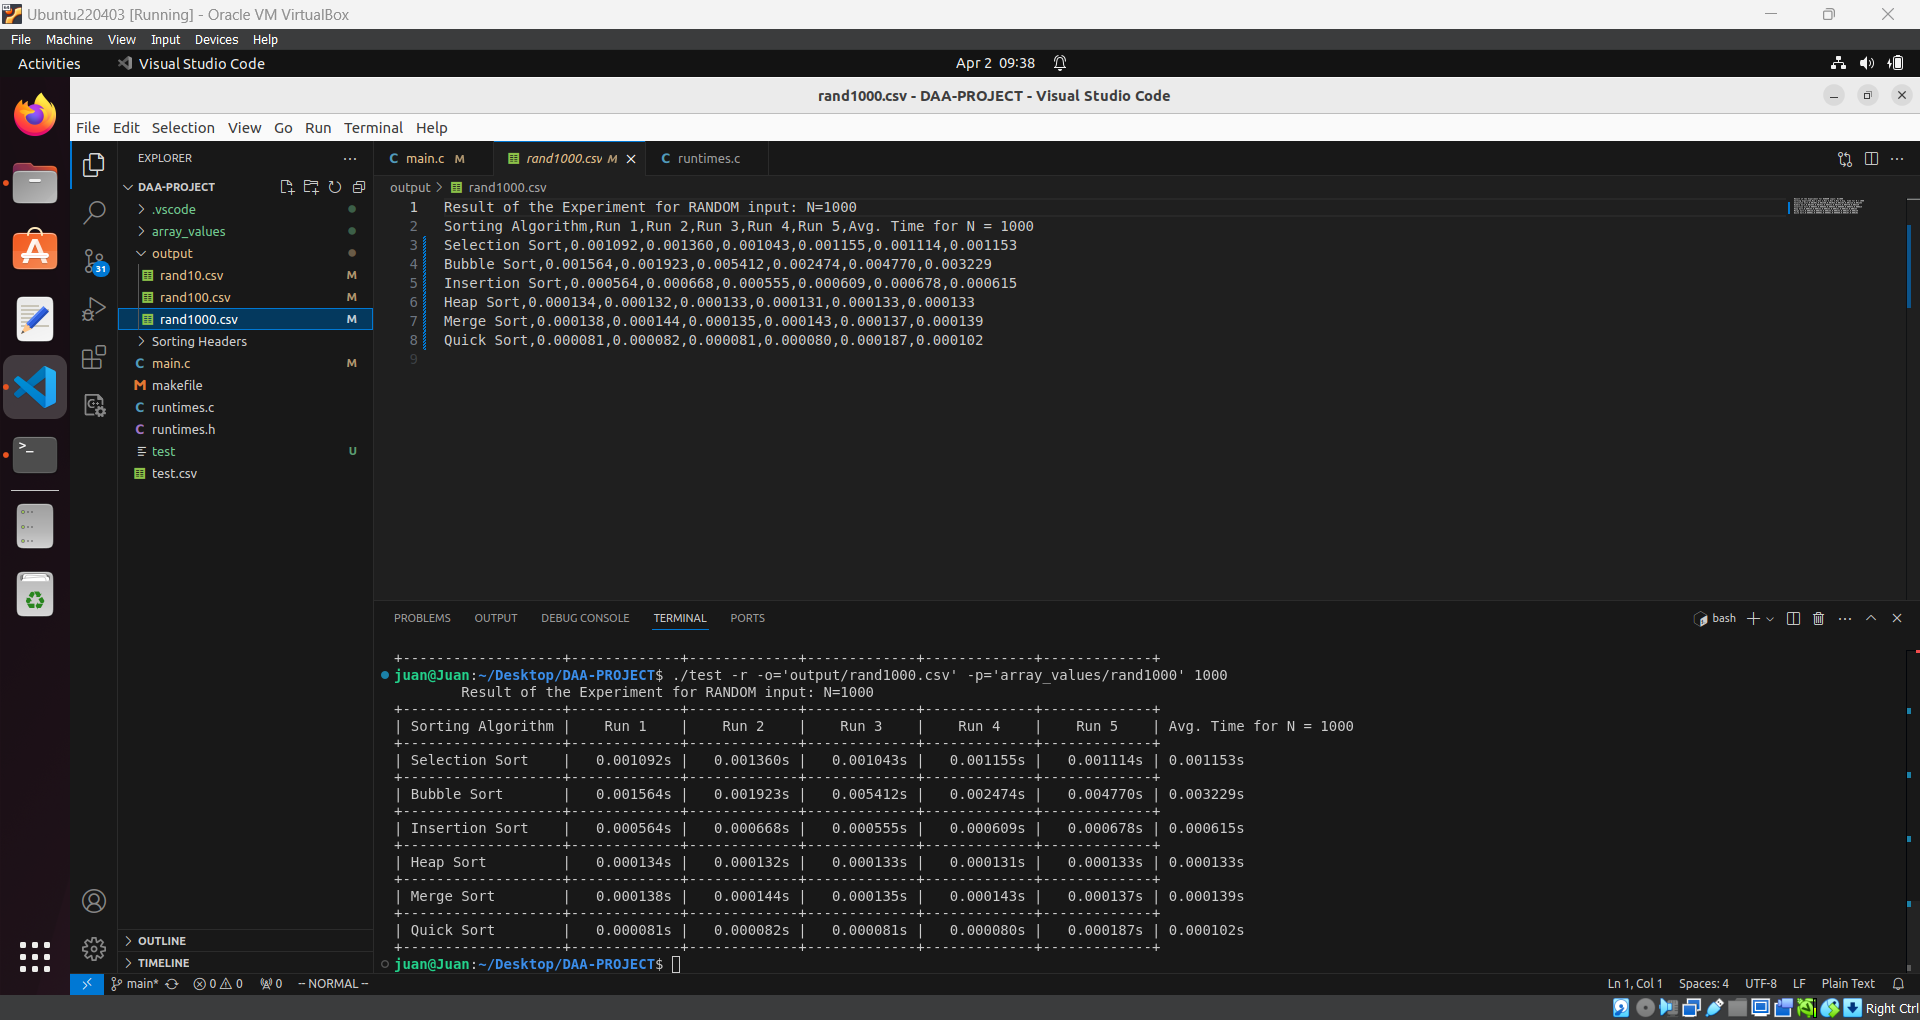 Ubuntu220403 [Running] - Oracle VM VirtualBox
File Machine View Input Devices Help
Activities Visual Studio Code Apr 2 09:38
rand1000.csv - DAA-PROJECT - Visual Studio Code
File Edit Selection View Go Run Terminal Help
EXPLORER
DAA-PROJECT
.vscode
array_values
output
rand10.csv M
rand100.csv M
rand1000.csv M
Sorting Headers
C main.c M
M makefile
C runtimes.c
C runtimes.h
test U
test.csv
OUTLINE
TIMELINE
31
C main.c M rand1000.csv M C runtimes.c
output > rand1000.csv
1 Result of the Experiment for RANDOM input: N=1000
2 Sorting Algorithm,Run 1,Run 2,Run 3,Run 4,Run 5,Avg. Time for N = 1000
3 Selection Sort,0.001092,0.001360,0.001043,0.001155,0.001114,0.001153
4 Bubble Sort,0.001564,0.001923,0.005412,0.002474,0.004770,0.003229
5 Insertion Sort,0.000564,0.000668,0.000555,0.000609,0.000678,0.000615
6 Heap Sort,0.000134,0.000132,0.000133,0.000131,0.000133,0.000133
7 Merge Sort,0.000138,0.000144,0.000135,0.000143,0.000137,0.000139
8 Quick Sort,0.000081,0.000082,0.000081,0.000080,0.000187,0.000102
9
PROBLEMS OUTPUT DEBUG CONSOLE TERMINAL PORTS bash
+-------------------+-------------+-------------+-------------+-------------+-------------+
juan@Juan:~/Desktop/DAA-PROJECT$ ./test -r -o='output/rand1000.csv' -p='array_values/rand1000' 1000
Result of the Experiment for RANDOM input: N=1000
+-------------------+-------------+-------------+-------------+-------------+-------------+
| Sorting Algorithm | Run 1 | Run 2 | Run 3 | Run 4 | Run 5 | Avg. Time for N = 1000
+-------------------+-------------+-------------+-------------+-------------+-------------+
| Selection Sort | 0.001092s | 0.001360s | 0.001043s | 0.001155s | 0.001114s | 0.001153s
+-------------------+-------------+-------------+-------------+-------------+-------------+
| Bubble Sort | 0.001564s | 0.001923s | 0.005412s | 0.002474s | 0.004770s | 0.003229s
+-------------------+-------------+-------------+-------------+-------------+-------------+
| Insertion Sort | 0.000564s | 0.000668s | 0.000555s | 0.000609s | 0.000678s | 0.000615s
+-------------------+-------------+-------------+-------------+-------------+-------------+
| Heap Sort | 0.000134s | 0.000132s | 0.000133s | 0.000131s | 0.000133s | 0.000133s
+-------------------+-------------+-------------+-------------+-------------+-------------+
| Merge Sort | 0.000138s | 0.000144s | 0.000135s | 0.000143s | 0.000137s | 0.000139s
+-------------------+-------------+-------------+-------------+-------------+-------------+
| Quick Sort | 0.000081s | 0.000082s | 0.000081s | 0.000080s | 0.000187s | 0.000102s
+-------------------+-------------+-------------+-------------+-------------+-------------+
juan@Juan:~/Desktop/DAA-PROJECT$
main* 0 0 0 -- NORMAL -- Ln 1, Col 1 Spaces: 4 UTF-8 LF Plain Text
Right Ctrl